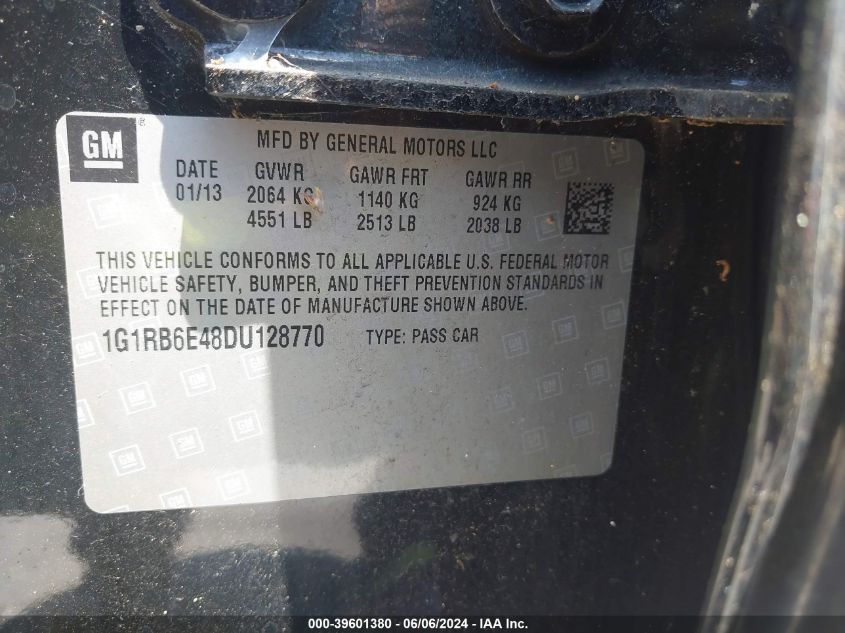 GM
MFD BY GENERAL MOTORS LLC
DATE GVWR GAWR FRT GAWR RR
01/13 2064 KG 1140 KG 924 KG
4551 LB 2513 LB 2038 LB
THIS VEHICLE CONFORMS TO ALL APPLICABLE U.S. FEDERAL MOTOR
VEHICLE SAFETY, BUMPER, AND THEFT PREVENTION STANDARDS IN
EFFECT ON THE DATE OF MANUFACTURE SHOWN ABOVE.
1G1RB6E48DU128770 TYPE: PASS CAR
000-39601380 - 06/06/2024 - IAA Inc.